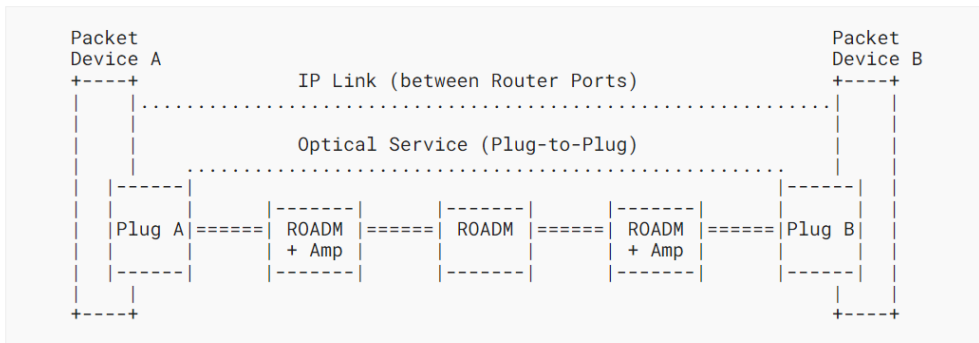 Packet Packet
Device A Device B
IP Link (between Router Ports)
Optical Service (Plug-to-Plug)
Plug A ROADM ROADM ROADM Plug B
+ Amp + Amp